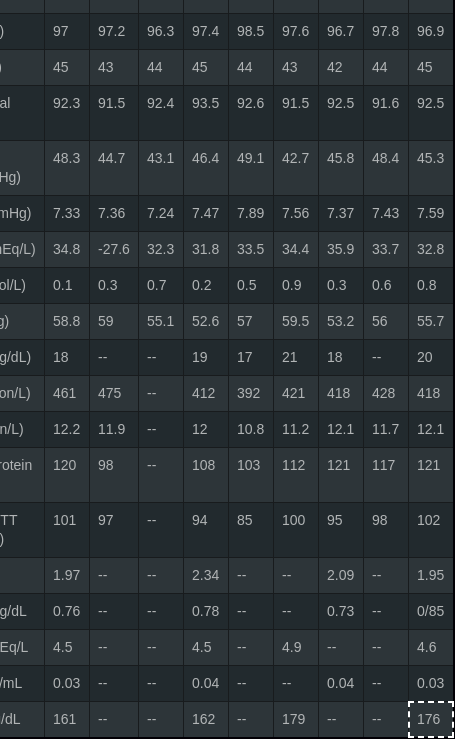 ) 97 97.2 96.3 97.4 98.5 97.6 96.7 97.8 96.9
) 45 43 44 45 44 43 42 44 45
al 92.3 91.5 92.4 93.5 92.6 91.5 92.5 91.6 92.5
48.3 44.7 43.1 46.4 49.1 42.7 45.8 48.4 45.3
Hg)
mHg) 7.33 7.36 7.24 7.47 7.89 7.56 7.37 7.43 7.59
Eq/L) 34.8 -27.6 32.3 31.8 33.5 34.4 35.9 33.7 32.8
ol/L) 0.1 0.3 0.7 0.2 0.5 0.9 0.3 0.6 0.8
g) 58.8 59 55.1 52.6 57 59.5 53.2 56 55.7
g/dL) 18 -- -- 19 17 21 18 -- 20
on/L) 461 475 -- 412 392 421 418 428 418
n/L) 12.2 11.9 -- 12 10.8 11.2 12.1 11.7 12.1
rotein 120 98 -- 108 103 112 121 117 121
TT 101 97 -- 94 85 100 95 98 102
)
1.97 -- -- 2.34 -- -- 2.09 -- 1.95
g/dL 0.76 -- -- 0.78 -- -- 0.73 -- 0/85
Eq/L 4.5 -- -- 4.5 -- 4.9 -- -- 4.6
/mL 0.03 -- -- 0.04 -- -- 0.04 -- 0.03
/dL 161 -- -- 162 -- 179 -- -- 176